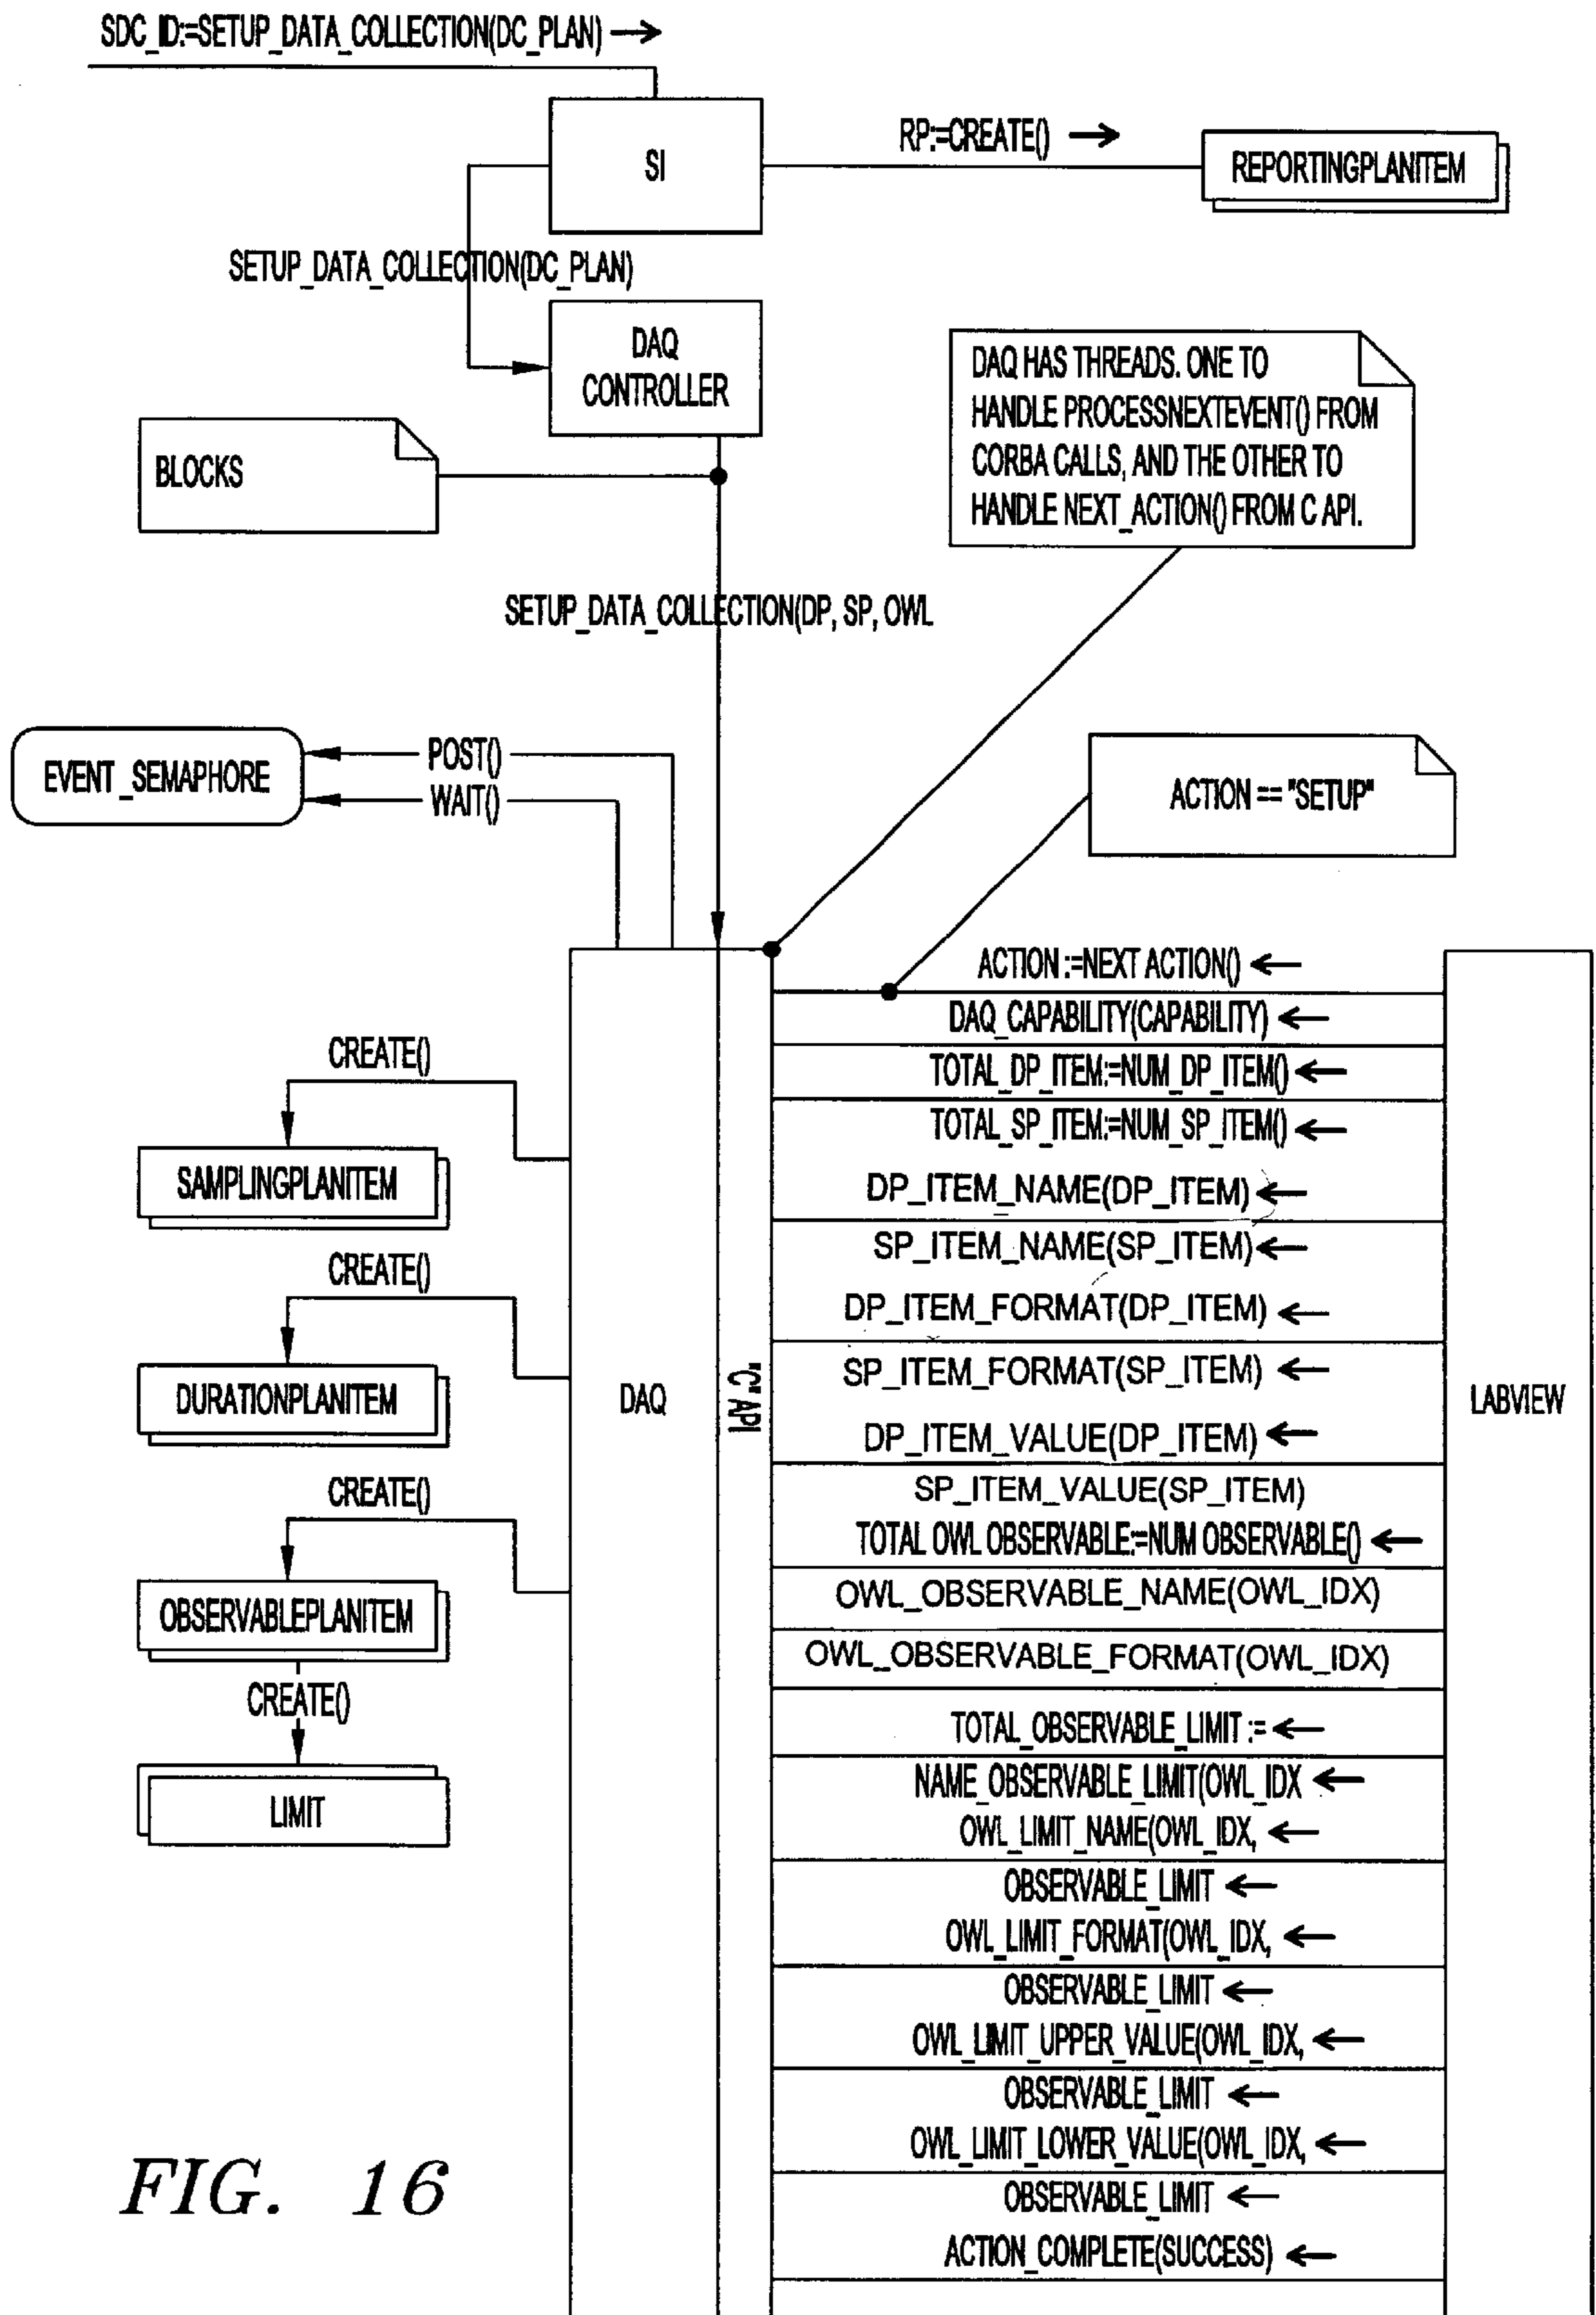 SDC_ID:=SETUP_DATA_COLLECTION(DC_PLAN) →
SI
RP:=CREATE() →
REPORTINGPLANITEM
SETUP_DATA_COLLECTION(DC_PLAN)
DAQ
CONTROLLER
DAQ HAS THREADS. ONE TO
HANDLE PROCESSNEXTEVENT() FROM
CORBA CALLS, AND THE OTHER TO
HANDLE NEXT_ACTION() FROM C API.
BLOCKS
SETUP_DATA_COLLECTION(DP, SP, OWL
EVENT_SEMAPHORE
POST()
WAIT()
ACTION == "SETUP"
ACTION :=NEXT ACTION() ←
DAQ_CAPABILITY(CAPABILITY) ←
TOTAL_DP_ITEM:=NUM_DP_ITEM() ←
TOTAL_SP_ITEM:=NUM_SP_ITEM() ←
DP_ITEM_NAME(DP_ITEM) ←
SP_ITEM_NAME(SP_ITEM) ←
DP_ITEM_FORMAT(DP_ITEM) ←
SP_ITEM_FORMAT(SP_ITEM) ←
DP_ITEM_VALUE(DP_ITEM) ←
SP_ITEM_VALUE(SP_ITEM)
TOTAL OWL OBSERVABLE:=NUM OBSERVABLE() ←
OWL_OBSERVABLE_NAME(OWL_IDX)
OWL_OBSERVABLE_FORMAT(OWL_IDX)
TOTAL_OBSERVABLE_LIMIT := ←
NAME_OBSERVABLE_LIMIT(OWL_IDX ←
OWL_LIMIT_NAME(OWL_IDX, ←
OBSERVABLE_LIMIT ←
OWL_LIMIT_FORMAT(OWL_IDX, ←
OBSERVABLE_LIMIT ←
OWL_LIMIT_UPPER_VALUE(OWL_IDX, ←
OBSERVABLE_LIMIT ←
OWL_LIMIT_LOWER_VALUE(OWL_IDX, ←
OBSERVABLE_LIMIT ←
ACTION_COMPLETE(SUCCESS) ←
CREATE()
SAMPLINGPLANITEM
CREATE()
DURATIONPLANITEM
CREATE()
OBSERVABLEPLANITEM
CREATE()
LIMIT
DAQ
"C" API
LABVIEW
FIG. 16